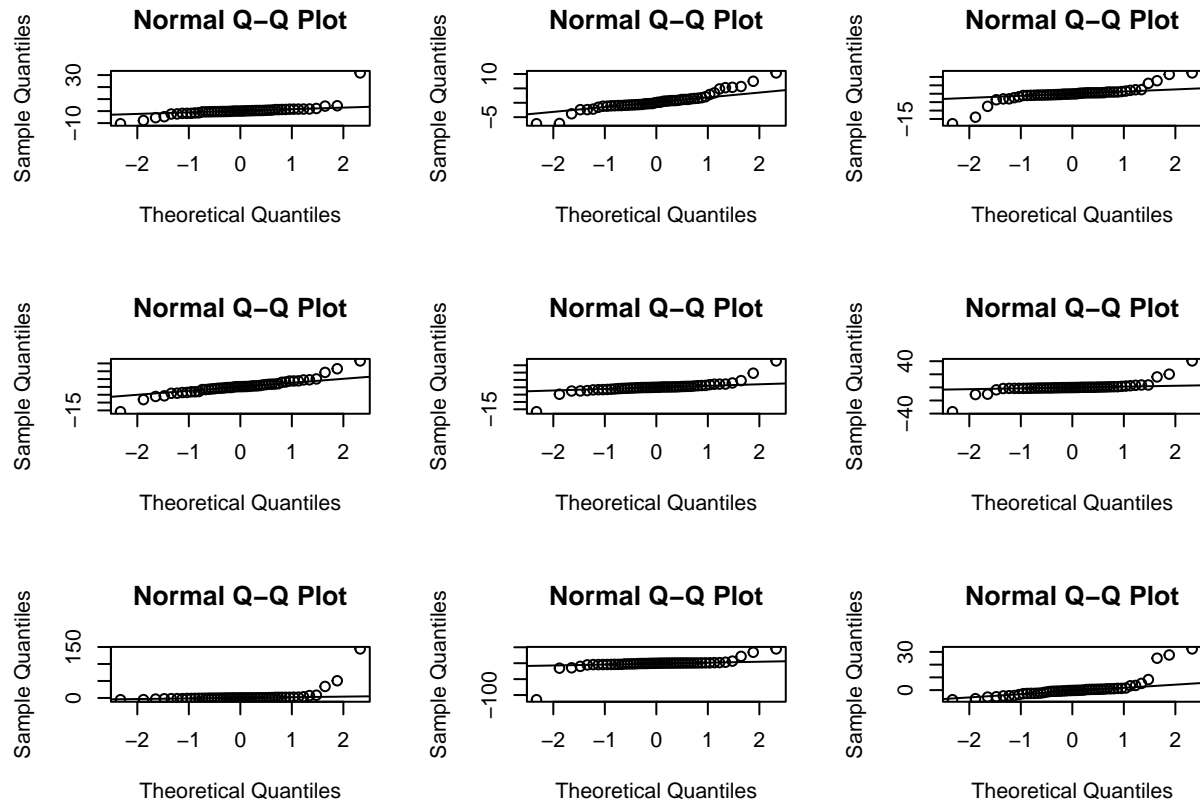 Normal Q–Q Plot
Sample Quantiles
30
−10
−2 −1 0 1 2
Theoretical Quantiles
Normal Q–Q Plot
Sample Quantiles
10
−5
−2 −1 0 1 2
Theoretical Quantiles
Normal Q–Q Plot
Sample Quantiles
−15
−2 −1 0 1 2
Theoretical Quantiles
Normal Q–Q Plot
Sample Quantiles
−15
−2 −1 0 1 2
Theoretical Quantiles
Normal Q–Q Plot
Sample Quantiles
−15
−2 −1 0 1 2
Theoretical Quantiles
Normal Q–Q Plot
Sample Quantiles
40
−40
−2 −1 0 1 2
Theoretical Quantiles
Normal Q–Q Plot
Sample Quantiles
150
0
−2 −1 0 1 2
Theoretical Quantiles
Normal Q–Q Plot
Sample Quantiles
−100
−2 −1 0 1 2
Theoretical Quantiles
Normal Q–Q Plot
Sample Quantiles
30
0
−2 −1 0 1 2
Theoretical Quantiles